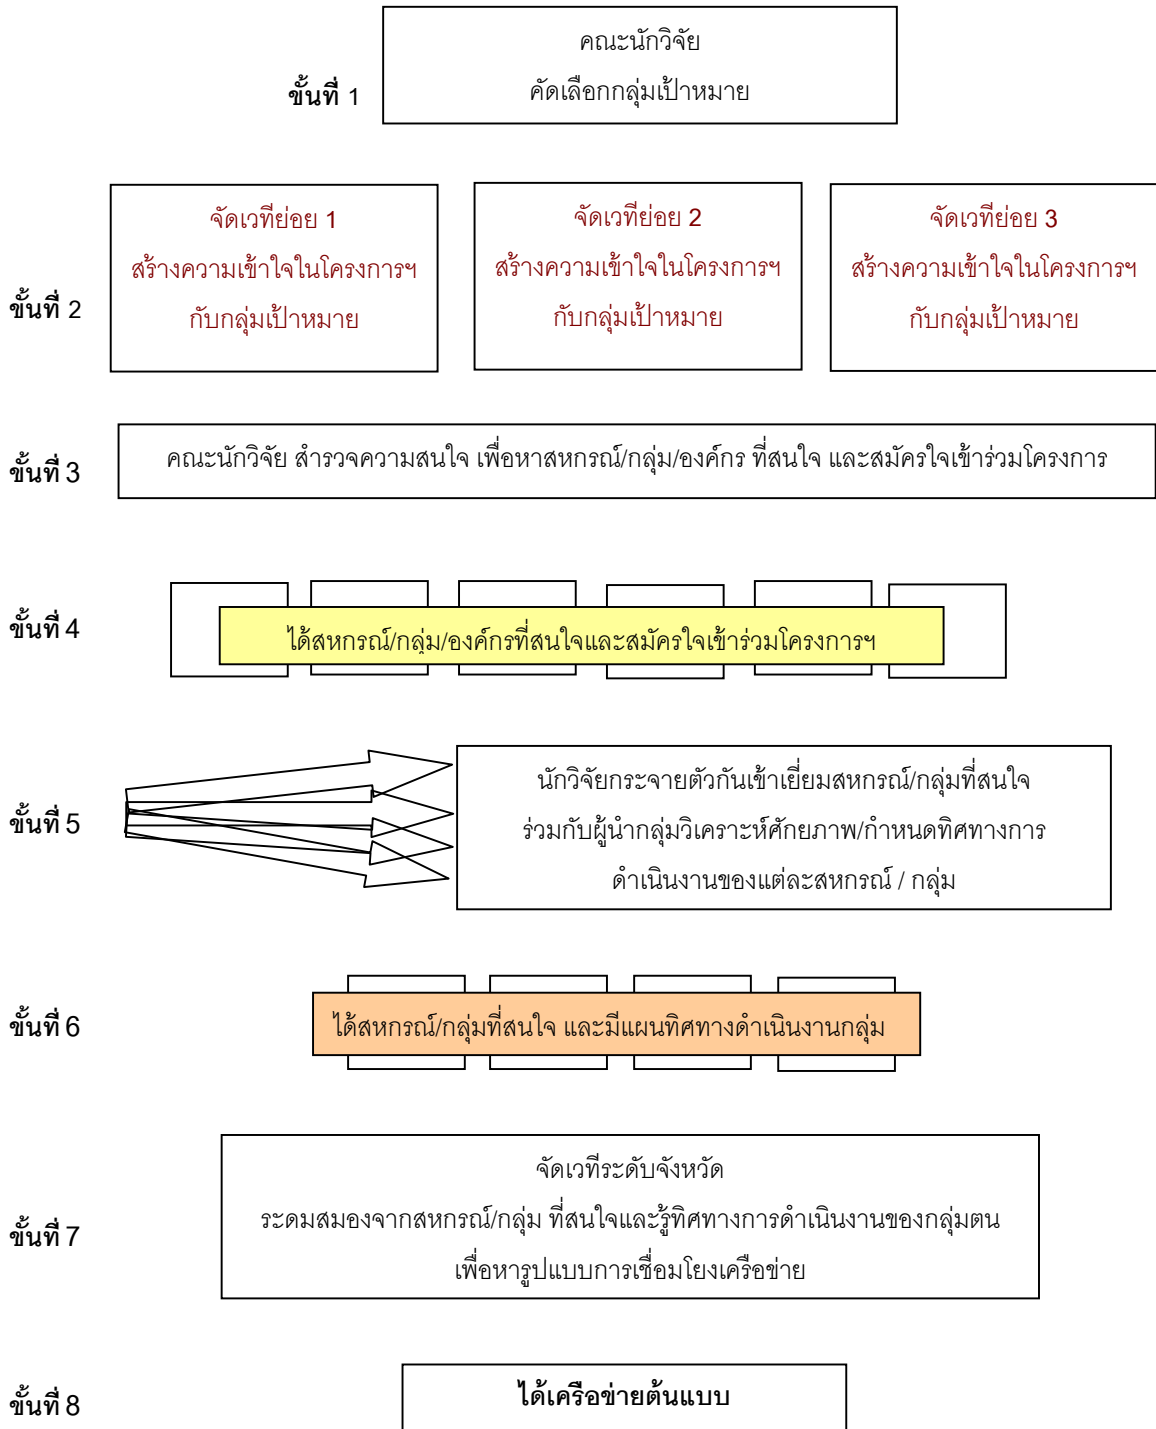 คณะนักวิจัย
ขั้นที่ 1
คัดเลือกกลุ่มเป้าหมาย
จัดเวทีย่อย 1
สร้างความเข้าใจในโครงการฯ
กับกลุ่มเป้าหมาย
จัดเวทีย่อย 2
สร้างความเข้าใจในโครงการฯ
กับกลุ่มเป้าหมาย
จัดเวทีย่อย 3
สร้างความเข้าใจในโครงการฯ
กับกลุ่มเป้าหมาย
ขั้นที่ 2
ขั้นที่ 3
คณะนักวิจัย สำรวจความสนใจ เพื่อหาสหกรณ์/กลุ่ม/องค์กร ที่สนใจ และสมัครใจเข้าร่วมโครงการ
ขั้นที่ 4
ได้สหกรณ์/กลุ่ม/องค์กรที่สนใจและสมัครใจเข้าร่วมโครงการฯ
ขั้นที่ 5
นักวิจัยกระจายตัวกันเข้าเยี่ยมสหกรณ์/กลุ่มที่สนใจ
ร่วมกับผู้นำกลุ่มวิเคราะห์ศักยภาพ/กำหนดทิศทางการ
ดำเนินงานของแต่ละสหกรณ์ / กลุ่ม
ขั้นที่ 6
ได้สหกรณ์/กลุ่มที่สนใจ และมีแผนทิศทางดำเนินงานกลุ่ม
ขั้นที่ 7
จัดเวทีระดับจังหวัด
ระดมสมองจากสหกรณ์/กลุ่ม ที่สนใจและรู้ทิศทางการดำเนินงานของกลุ่มตน
เพื่อหารูปแบบการเชื่อมโยงเครือข่าย
ขั้นที่ 8
ได้เครือข่ายต้นแบบ